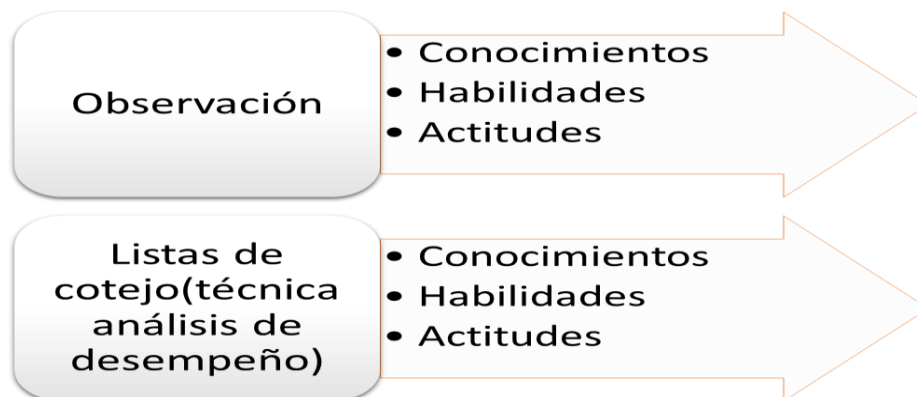 Observación
• Conocimientos
• Habilidades
• Actitudes
Listas de
cotejo(técnica
análisis de
desempeño)
• Conocimientos
• Habilidades
• Actitudes